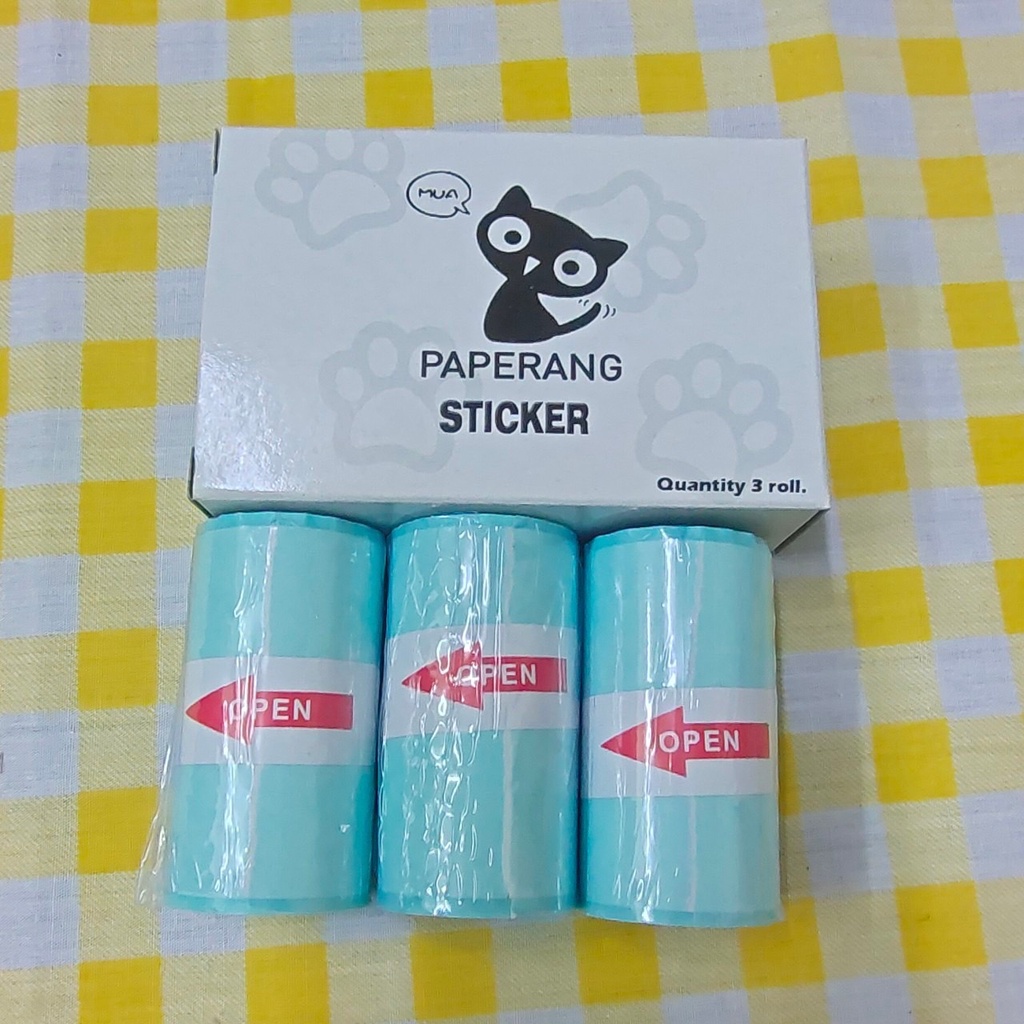 MUA
PAPERANG
STICKER
Quantity 3 roll.
OPEN
OPEN
OPEN